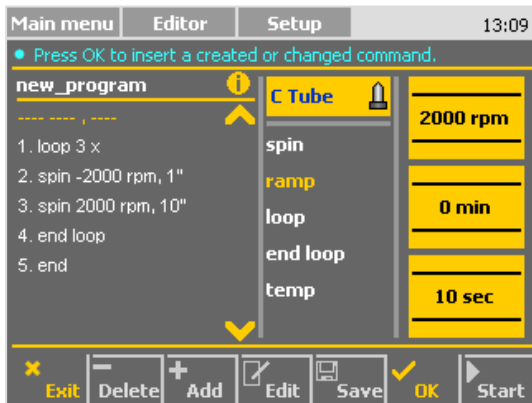 Main menu Editor Setup 13:09
• Press OK to insert a created or changed command.
new_program i
---- ---- , ----
1. loop 3 x
2. spin -2000 rpm, 1"
3. spin 2000 rpm, 10"
4. end loop
5. end
C Tube
spin
ramp
loop
end loop
temp
2000 rpm
0 min
10 sec
Exit Delete Add Edit Save OK Start